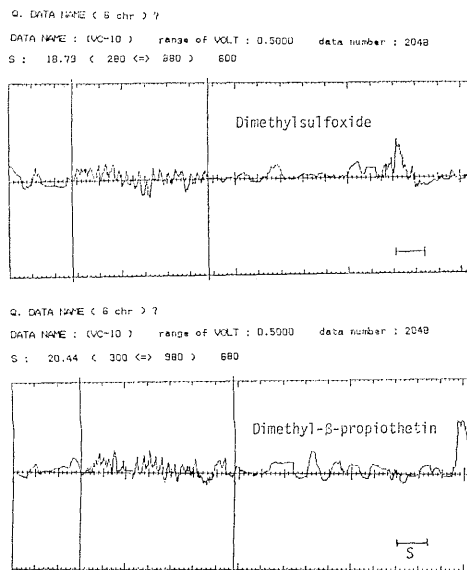 Q. DATA NAME ( 6 chr ) ?
DATA NAME : (VC-10 ) range of VOLT : 0.5000 data number : 2048
S : 18.73 ( 280 <=> 880 ) 600
Dimethylsulfoxide
Q. DATA NAME ( 6 chr ) ?
DATA NAME : (VC-10 ) range of VOLT : 0.5000 data number : 2048
S : 20.44 ( 300 <=> 980 ) 680
Dimethyl-β-propiothetin
S